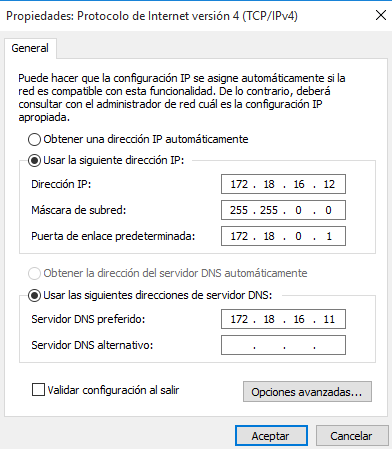 Propiedades: Protocolo de Internet versión 4 (TCP/IPv4)
General
Puede hacer que la configuración IP se asigne automáticamente si la
red es compatible con esta funcionalidad. De lo contrario, deberá
consultar con el administrador de red cuál es la configuración IP
apropiada.
Obtener una dirección IP automáticamente
Usar la siguiente dirección IP:
Dirección IP: 172 . 18 . 16 . 12
Máscara de subred: 255 . 255 . 0 . 0
Puerta de enlace predeterminada: 172 . 18 . 0 . 1
Obtener la dirección del servidor DNS automáticamente
Usar las siguientes direcciones de servidor DNS:
Servidor DNS preferido: 172 . 18 . 16 . 11
Servidor DNS alternativo: . . .
Validar configuración al salir
Opciones avanzadas...
Aceptar Cancelar